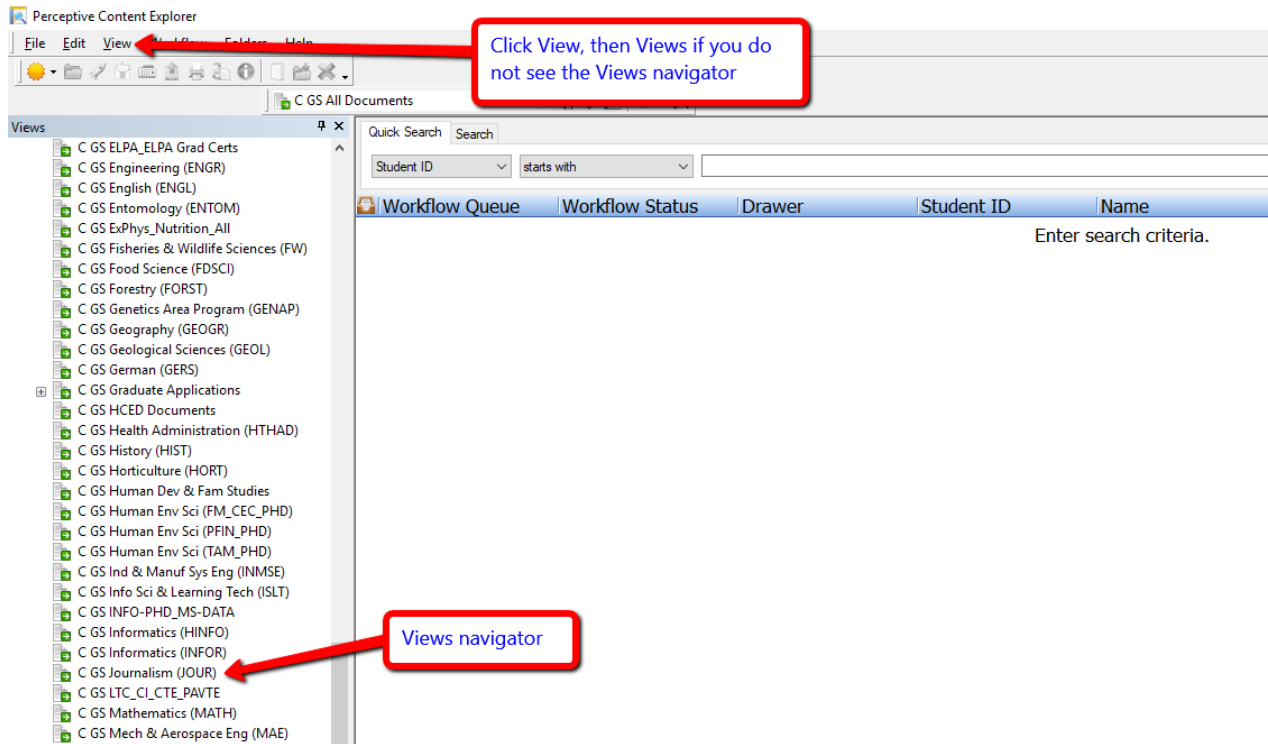 Perceptive Content Explorer
File Edit View Workflow Folders Help
Click View, then Views if you do
not see the Views navigator
C GS All Documents
Views
Quick Search Search
C GS ELPA_ELPA Grad Certs
C GS Engineering (ENGR)
Student ID starts with
C GS English (ENGL)
C GS Entomology (ENTOM)
Workflow Queue Workflow Status Drawer Student ID Name
C GS ExPhys_Nutrition_All
Enter search criteria.
C GS Fisheries & Wildlife Sciences (FW)
C GS Food Science (FDSCI)
C GS Forestry (FORST)
C GS Genetics Area Program (GENAP)
C GS Geography (GEOGR)
C GS Geological Sciences (GEOL)
C GS German (GERS)
C GS Graduate Applications
C GS HCED Documents
C GS Health Administration (HTHAD)
C GS History (HIST)
C GS Horticulture (HORT)
C GS Human Dev & Fam Studies
C GS Human Env Sci (FM_CEC_PHD)
C GS Human Env Sci (PFIN_PHD)
C GS Human Env Sci (TAM_PHD)
C GS Ind & Manuf Sys Eng (INMSE)
C GS Info Sci & Learning Tech (ISLT)
C GS INFO-PHD_MS-DATA
C GS Informatics (HINFO)
Views navigator
C GS Informatics (INFOR)
C GS Journalism (JOUR)
C GS LTC_CI_CTE_PAVTE
C GS Mathematics (MATH)
C GS Mech & Aerospace Eng (MAE)